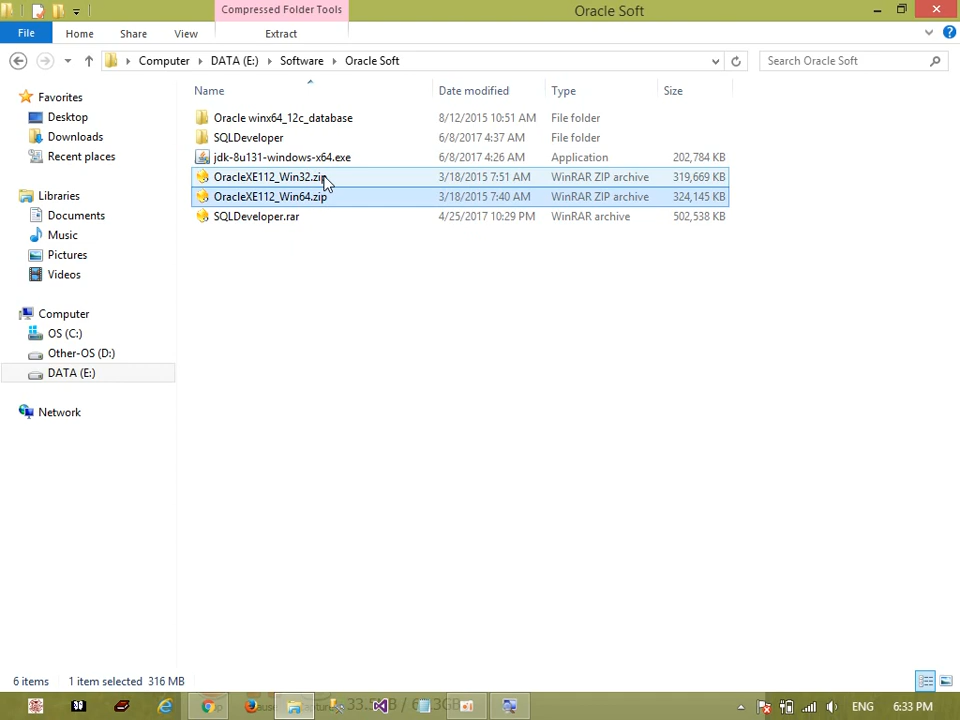 Compressed Folder Tools
Oracle Soft
File
Home
Share
View
Extract
Computer
DATA (E:)
Software
Oracle Soft
Search Oracle Soft
Name
Date modified
Type
Size
Favorites
Desktop
Downloads
Recent places
Libraries
Documents
Music
Pictures
Videos
Computer
OS (C:)
Other-OS (D:)
DATA (E:)
Network
Oracle winx64_12c_database 8/12/2015 10:51 AM File folder
SQLDeveloper 6/8/2017 4:37 AM File folder
jdk-8u131-windows-x64.exe 6/8/2017 4:26 AM Application 202,784 KB
OracleXE112_Win32.zip 3/18/2015 7:51 AM WinRAR ZIP archive 319,669 KB
OracleXE112_Win64.zip 3/18/2015 7:40 AM WinRAR ZIP archive 324,145 KB
SQLDeveloper.rar 4/25/2017 10:29 PM WinRAR archive 502,538 KB
6 items 1 item selected 316 MB
ENG
6:33 PM